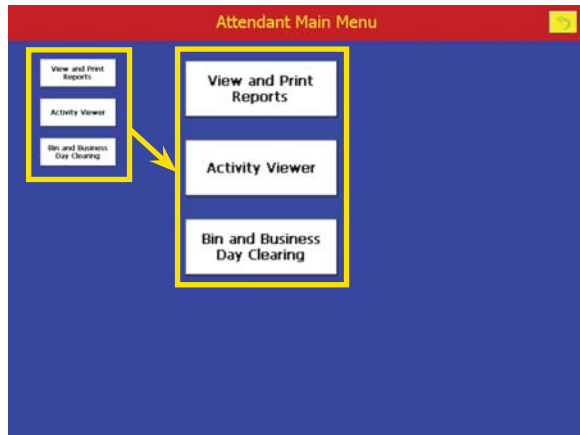 Attendant Main Menu
View and Print
Reports
Activity Viewer
Bin and Business
Day Clearing
View and Print
Reports
Activity Viewer
Bin and Business
Day Clearing